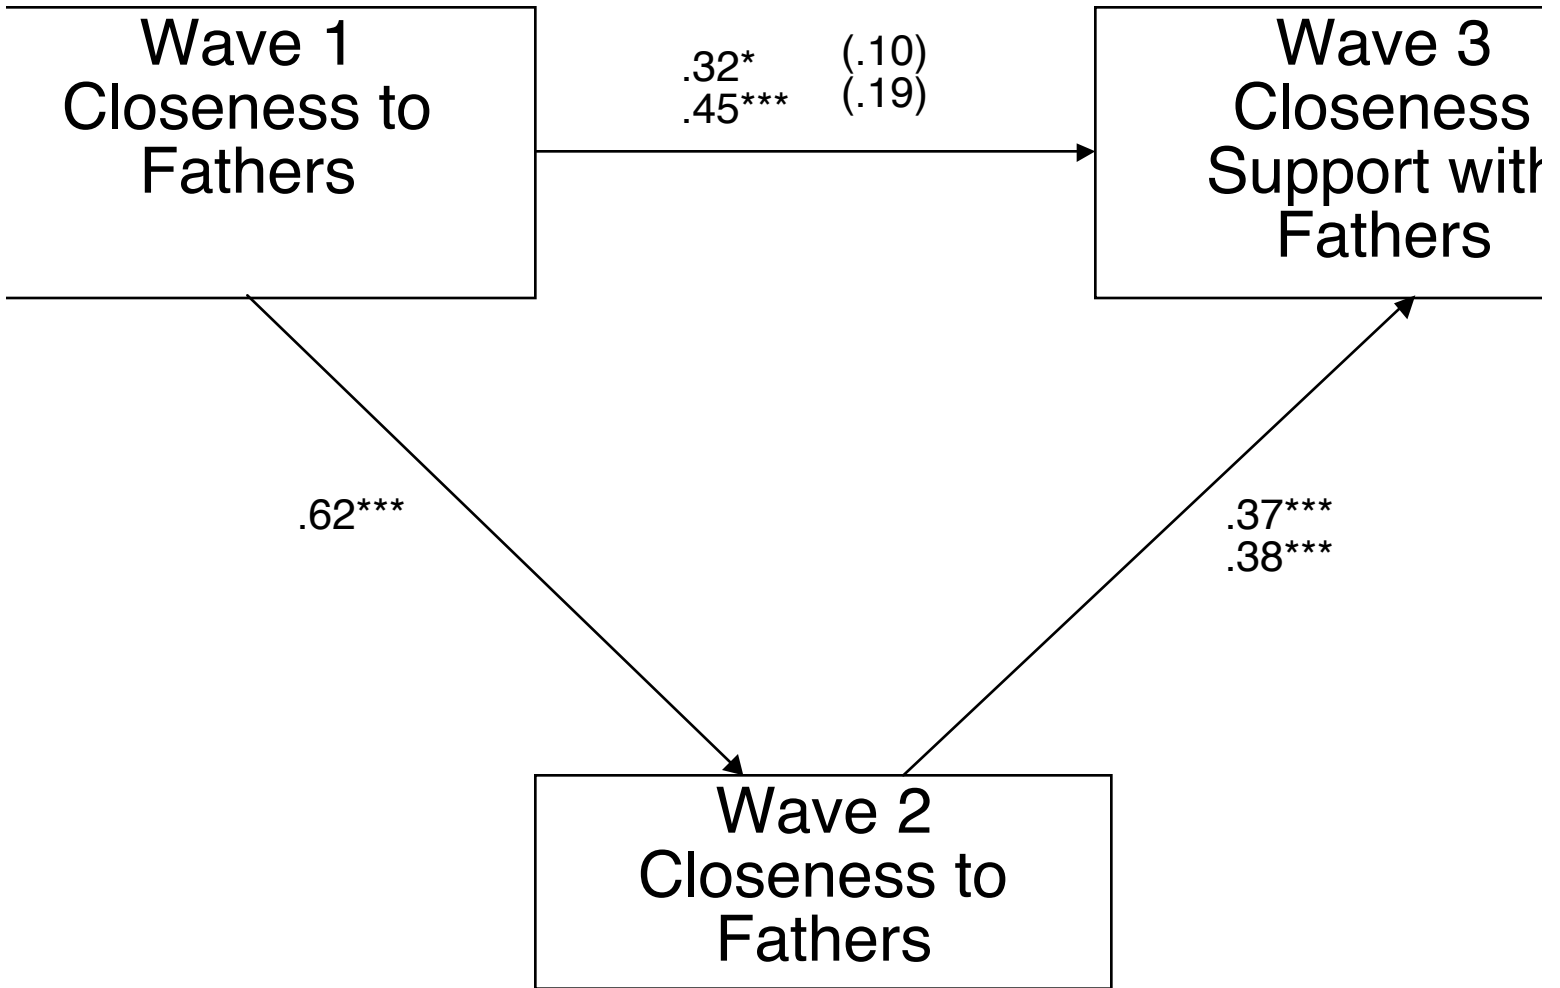 Wave 1
Closeness to
Fathers
.32* (.10)
.45*** (.19)
Wave 3
Closeness
Support with
Fathers
.62***
.37***
.38***
Wave 2
Closeness to
Fathers